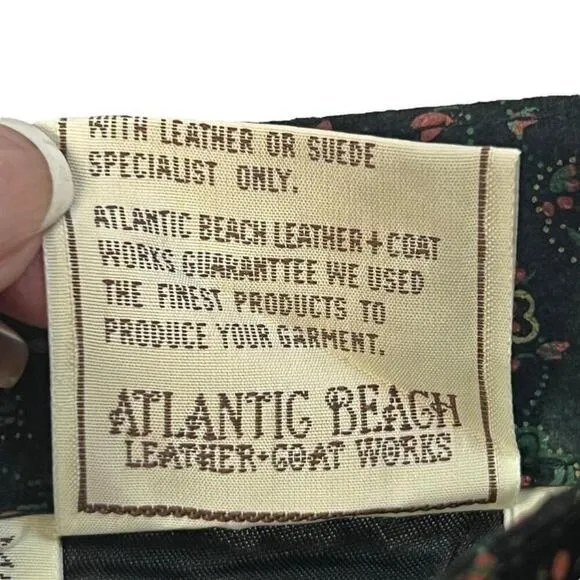 WITH LEATHER OR SUEDE
SPECIALIST ONLY.
ATLANTIC BEACH LEATHER + COAT
WORKS GUARANTTEE WE USED
THE FINEST PRODUCTS TO
PRODUCE YOUR GARMENT.
ATLANTIC BEACH
LEATHER · COAT WORKS